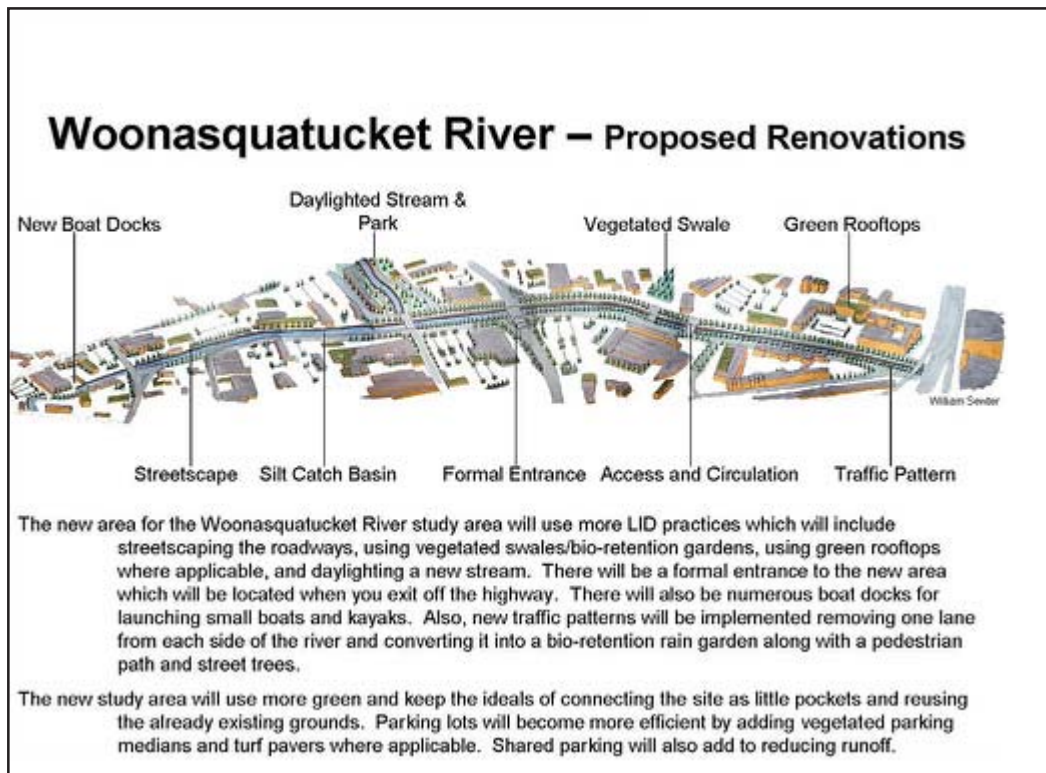 Woonasquatucket River – Proposed Renovations
Daylighted Stream &
Park
New Boat Docks
Vegetated Swale
Green Rooftops
William Sewter
Streetscape
Silt Catch Basin
Formal Entrance
Access and Circulation
Traffic Pattern
The new area for the Woonasquatucket River study area will use more LID practices which will include
streetscaping the roadways, using vegetated swales/bio-retention gardens, using green rooftops
where applicable, and daylighting a new stream. There will be a formal entrance to the new area
which will be located when you exit off the highway. There will also be numerous boat docks for
launching small boats and kayaks. Also, new traffic patterns will be implemented removing one lane
from each side of the river and converting it into a bio-retention rain garden along with a pedestrian
path and street trees.
The new study area will use more green and keep the ideals of connecting the site as little pockets and reusing
the already existing grounds. Parking lots will become more efficient by adding vegetated parking
medians and turf pavers where applicable. Shared parking will also add to reducing runoff.